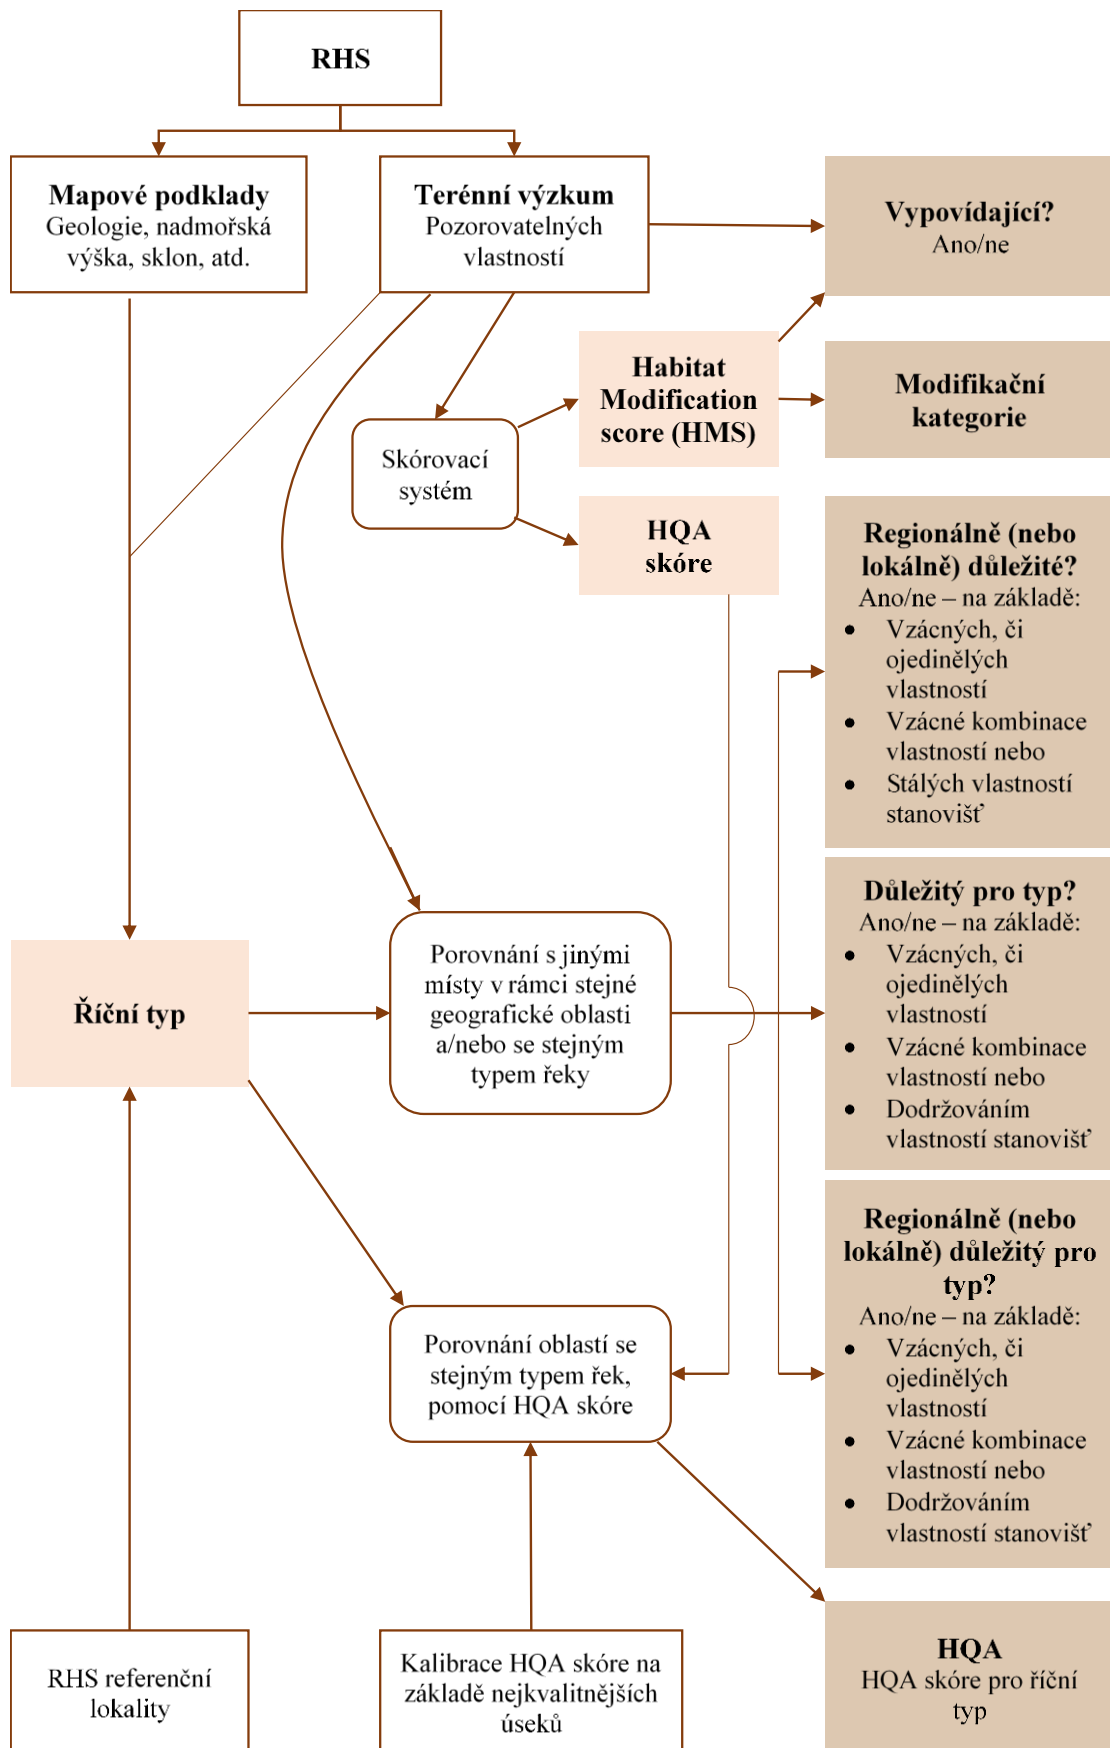 RHS
Mapové podklady
Geologie, nadmořská
výška, sklon, atd.
Terénní výzkum
Pozorovatelných
vlastností
Vypovídající?
Ano/ne
Habitat
Modification
score (HMS)
Modifikační
kategorie
Skórovací
systém
HQA
skóre
Regionálně (nebo
lokálně) důležité?
Ano/ne – na základě:
• Vzácných, či
ojedinělých
vlastností
• Vzácné kombinace
vlastností nebo
• Stálých vlastností
stanovišť
Důležitý pro typ?
Ano/ne – na základě:
• Vzácných, či
ojedinělých
vlastností
• Vzácné kombinace
vlastností nebo
• Dodržováním
vlastností stanovišť
Říční typ
Porovnání s jinými
místy v rámci stejné
geografické oblasti
a/nebo se stejným
typem řeky
Regionálně (nebo
lokálně) důležitý pro
typ?
Ano/ne – na základě:
• Vzácných, či
ojedinělých
vlastností
• Vzácné kombinace
vlastností nebo
• Dodržováním
vlastností stanovišť
Porovnání oblastí se
stejným typem řek,
pomocí HQA skóre
RHS referenční
lokality
Kalibrace HQA skóre na
základě nejkvalitnějších
úseků
HQA
HQA skóre pro říční
typ